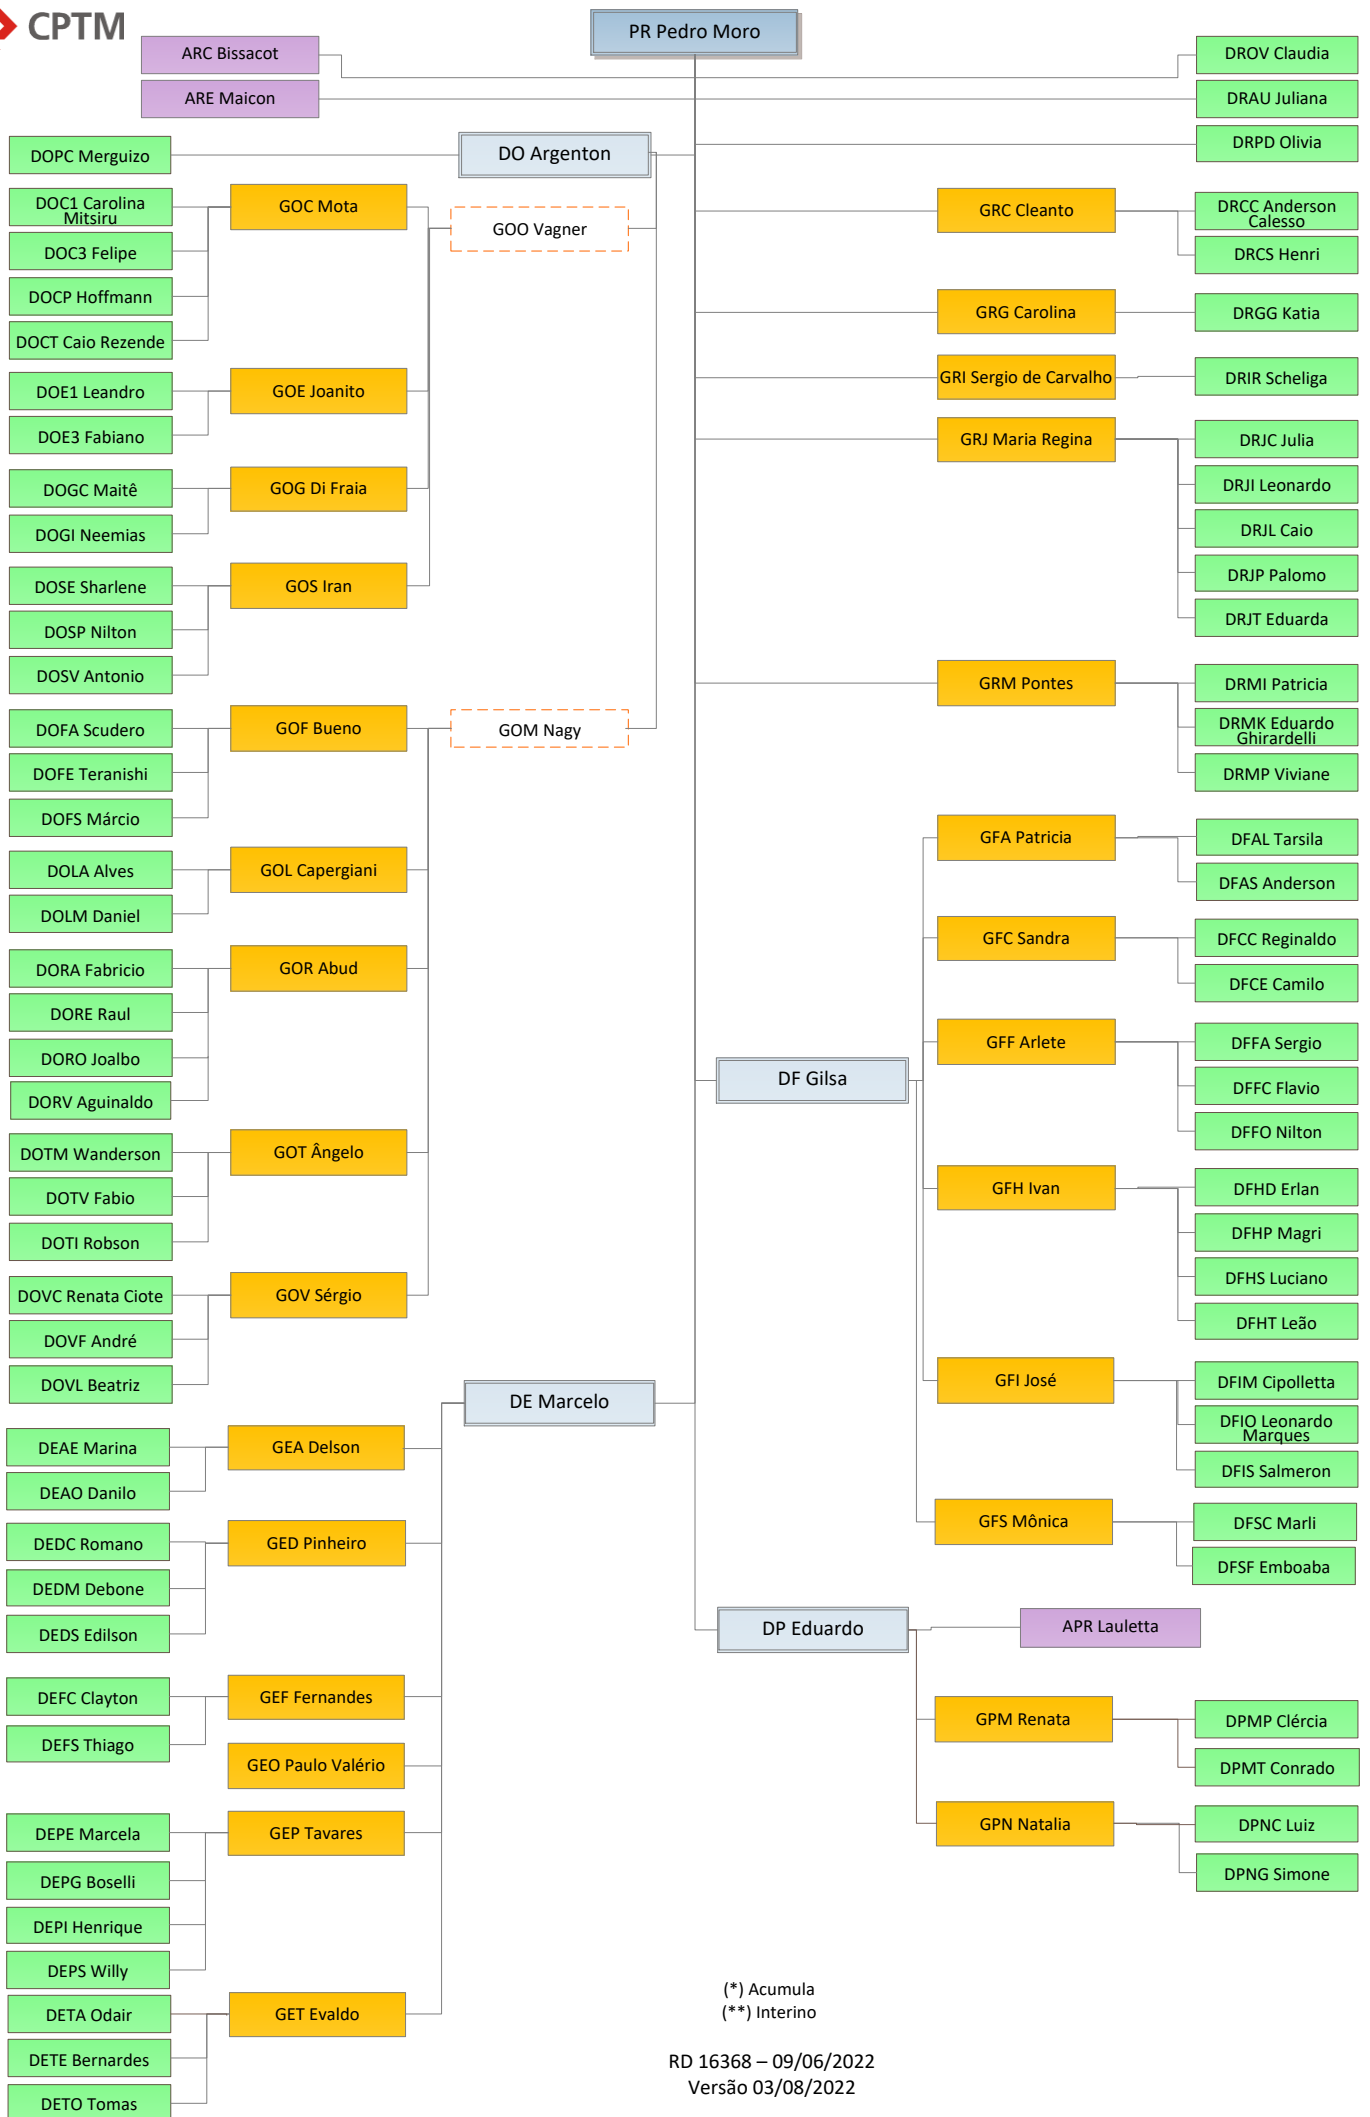 CPTM
PR Pedro Moro
ARC Bissacot
DROV Claudia
ARE Maicon
DRAU Juliana
DOPC Merguizo
DO Argenton
DRPD Olivia
DOC1 Carolina
Mitsiru
GOC Mota
GOO Vagner
DOC3 Felipe
DOCP Hoffmann
DOCT Caio Rezende
DOE1 Leandro
GOE Joanito
DOE3 Fabiano
DOGC Maitê
GOG Di Fraia
DOGI Neemias
DOSE Sharlene
GOS Iran
DOSP Nilton
DOSV Antonio
DOFA Scudero
GOF Bueno
GOM Nagy
DOFE Teranishi
DOFS Márcio
DOLA Alves
GOL Capergiani
DOLM Daniel
DORA Fabricio
GOR Abud
DORE Raul
DORO Joalbo
DORV Aguinaldo
DOTM Wanderson
GOT Ângelo
DOTV Fabio
DOTI Robson
DOVC Renata Ciote
GOV Sérgio
DOVF André
DOVL Beatriz
DE Marcelo
DEAE Marina
GEA Delson
DEAO Danilo
DEDC Romano
GED Pinheiro
DEDM Debone
DEDS Edilson
DEFC Clayton
GEF Fernandes
DEFS Thiago
GEO Paulo Valério
DEPE Marcela
GEP Tavares
DEPG Boselli
DEPI Henrique
DEPS Willy
DETA Odair
GET Evaldo
DETE Bernardes
DETO Tomas
GRC Cleanto
DRCC Anderson
Calesso
DRCS Henri
GRG Carolina
DRGG Katia
GRI Sergio de Carvalho
DRIR Scheliga
GRJ Maria Regina
DRJC Julia
DRJI Leonardo
DRJL Caio
DRJP Palomo
DRJT Eduarda
GRM Pontes
DRMI Patricia
DRMK Eduardo
Ghirardelli
DRMP Viviane
DF Gilsa
GFA Patricia
DFAL Tarsila
DFAS Anderson
GFC Sandra
DFCC Reginaldo
DFCE Camilo
GFF Arlete
DFFA Sergio
DFFC Flavio
DFFO Nilton
GFH Ivan
DFHD Erlan
DFHP Magri
DFHS Luciano
DFHT Leão
GFI José
DFIM Cipolletta
DFIO Leonardo
Marques
DFIS Salmeron
GFS Mônica
DFSC Marli
DFSF Emboaba
DP Eduardo
APR Lauletta
GPM Renata
DPMP Clércia
DPMT Conrado
GPN Natalia
DPNC Luiz
DPNG Simone
(*) Acumula
(**) Interino
RD 16368 – 09/06/2022
Versão 03/08/2022